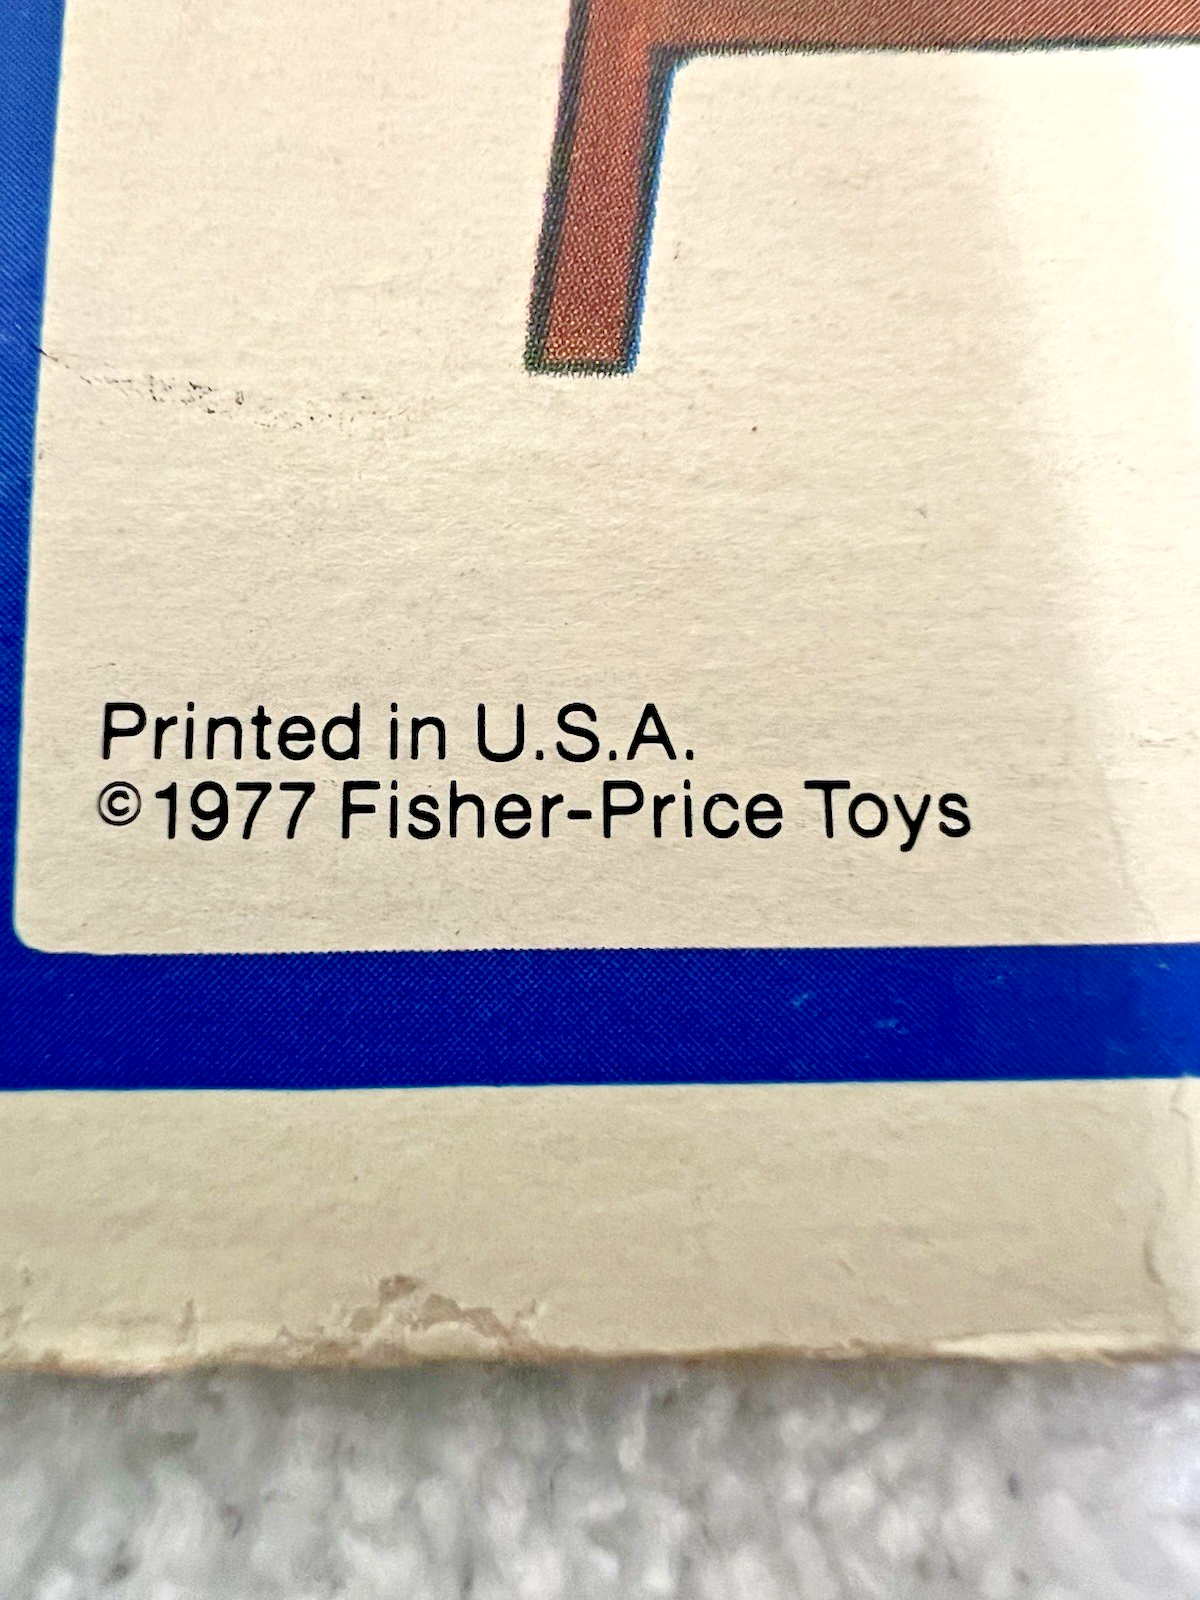 Printed in U.S.A.
©1977 Fisher-Price Toys